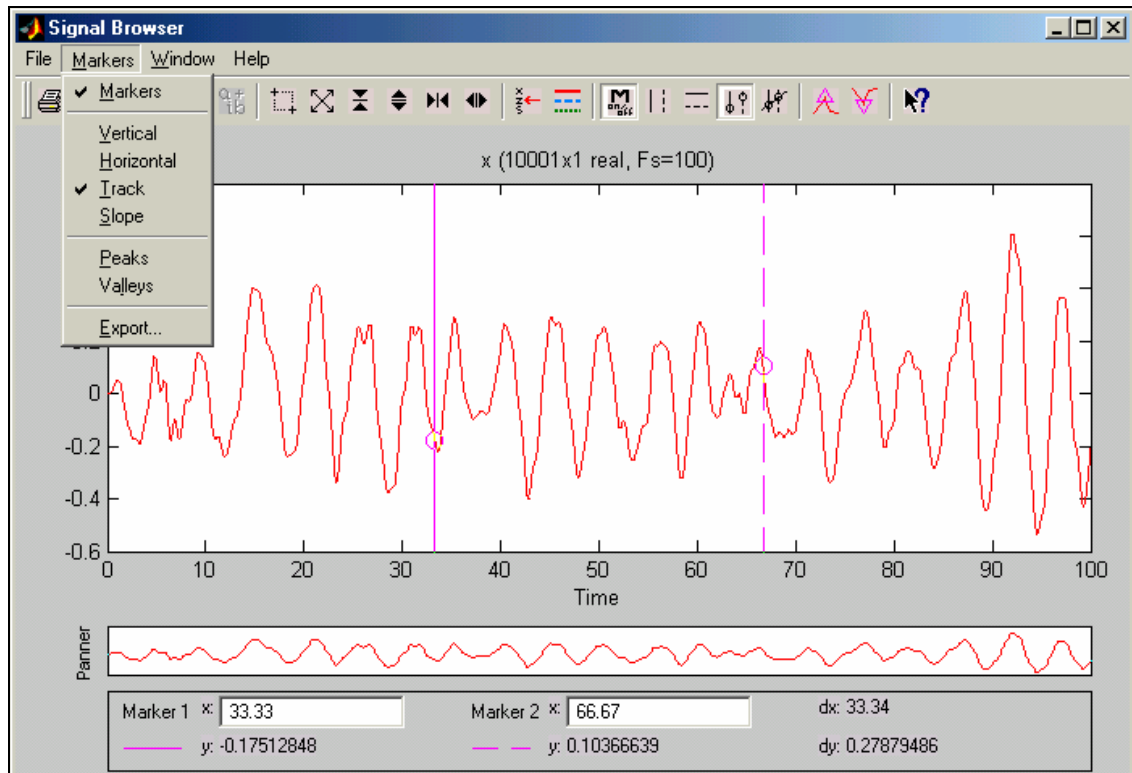 Signal Browser
File Markers Window Help
Markers
Vertical
Horizontal
Track
Slope
Peaks
Valleys
Export...
M
on/off
x (10001x1 real, Fs=100)
0
-0.2
-0.4
-0.6
0 10 20 30 40 50 60 70 80 90 100
Time
Panner
Marker 1 x: 33.33 Marker 2 x: 66.67 dx: 33.34
y: -0.17512848 y: 0.10366639 dy: 0.27879486